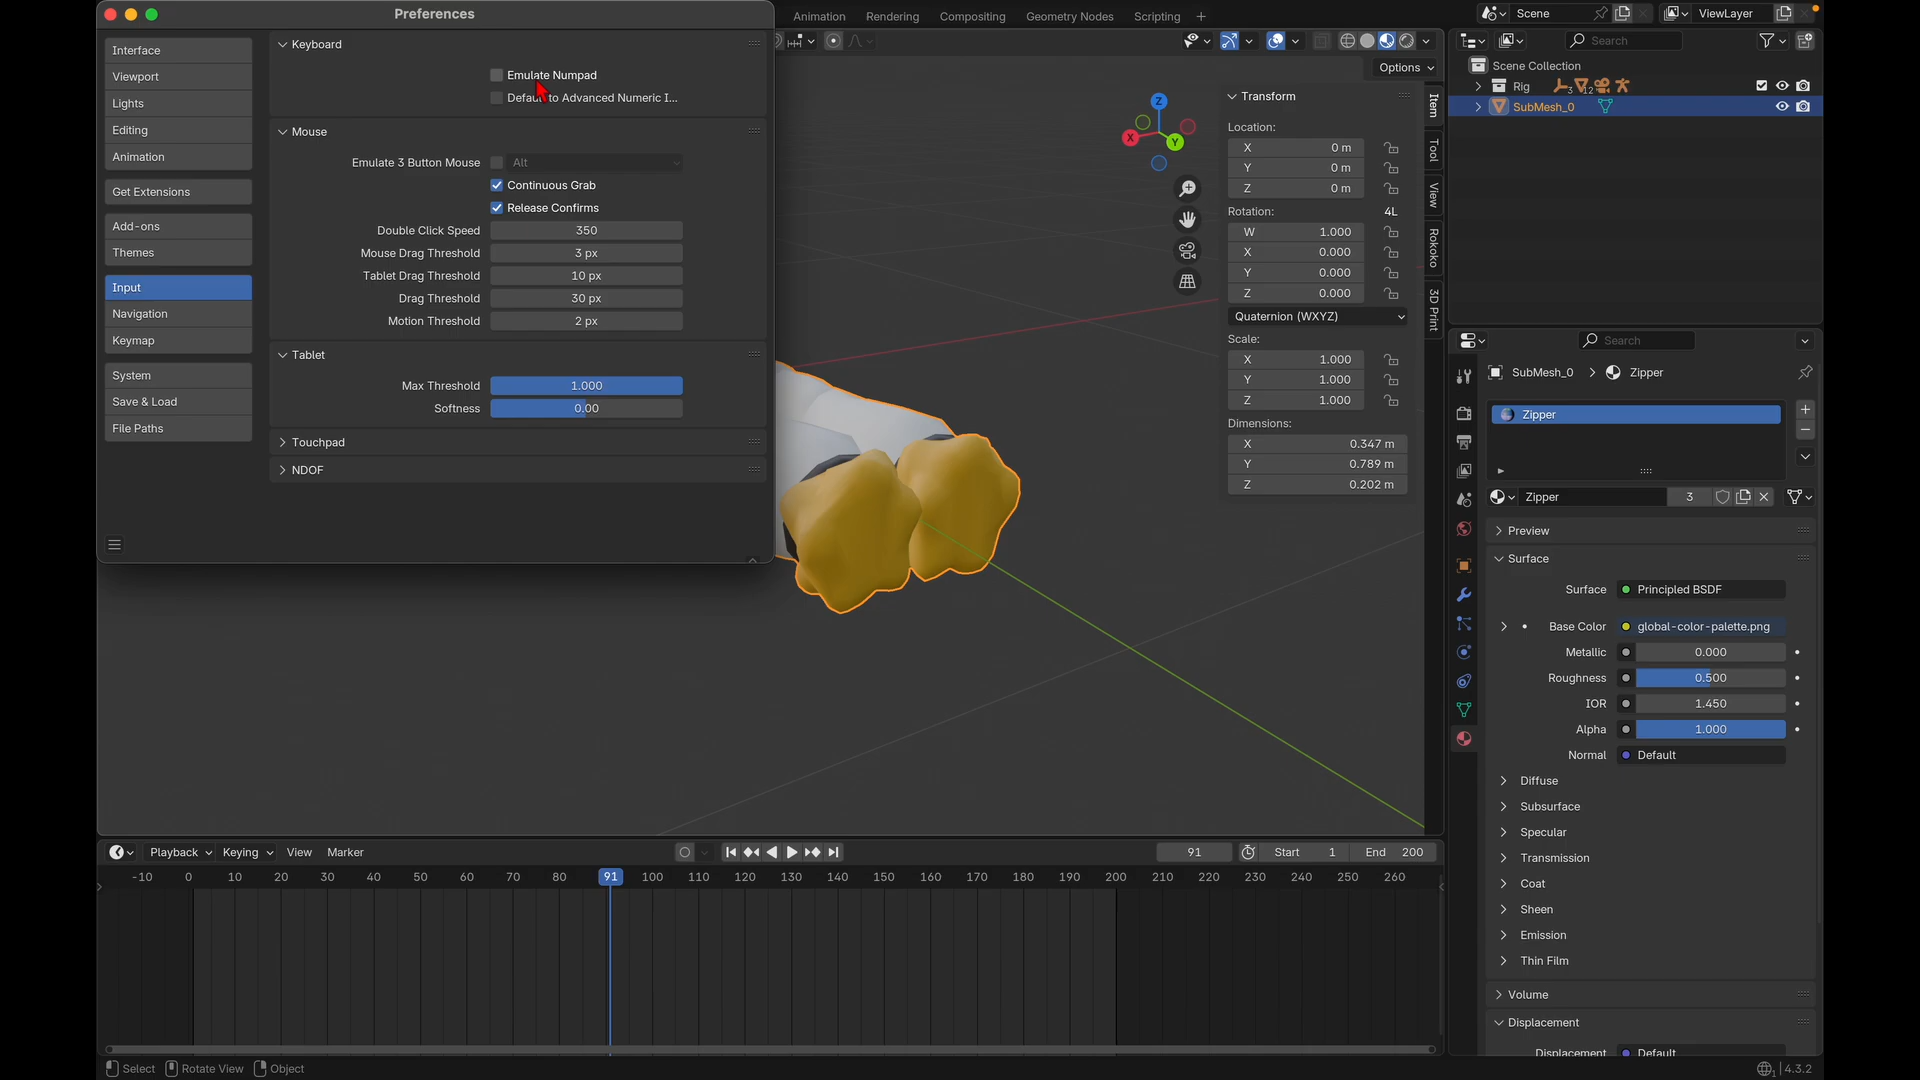 Preferences
Animation
Rendering
Compositing
Geometry Nodes
Scripting
Scene
ViewLayer
Interface
Viewport
Lights
Editing
Animation
Get Extensions
Add-ons
Themes
Input
Navigation
Keymap
System
Save & Load
File Paths
Keyboard
Emulate Numpad
Default to Advanced Numeric I...
Mouse
Emulate 3 Button Mouse Alt
Continuous Grab
Release Confirms
Double Click Speed 350
Mouse Drag Threshold 3 px
Tablet Drag Threshold 10 px
Drag Threshold 30 px
Motion Threshold 2 px
Tablet
Max Threshold 1.000
Softness 0.00
Touchpad
NDOF
Options
Z
X
Y
Transform
Location:
X 0 m
Y 0 m
Z 0 m
Rotation: 4L
W 1.000
X 0.000
Y 0.000
Z 0.000
Quaternion (WXYZ)
Scale:
X 1.000
Y 1.000
Z 1.000
Dimensions:
X 0.347 m
Y 0.789 m
Z 0.202 m
Item
Tool
View
Rokoko
3D Print
Search
Scene Collection
Rig 3 12
SubMesh_0
Search
SubMesh_0 Zipper
Zipper
Zipper 3
Preview
Surface
Surface Principled BSDF
Base Color global-color-palette.png
Metallic 0.000
Roughness 0.500
IOR 1.450
Alpha 1.000
Normal Default
Diffuse
Subsurface
Specular
Transmission
Coat
Sheen
Emission
Thin Film
Volume
Displacement
Displacement Default
Playback Keying View Marker
91 Start 1 End 200
-10 0 10 20 30 40 50 60 70 80 91 100 110 120 130 140 150 160 170 180 190 200 210 220 230 240 250 260
Select Rotate View Object
4.3.2